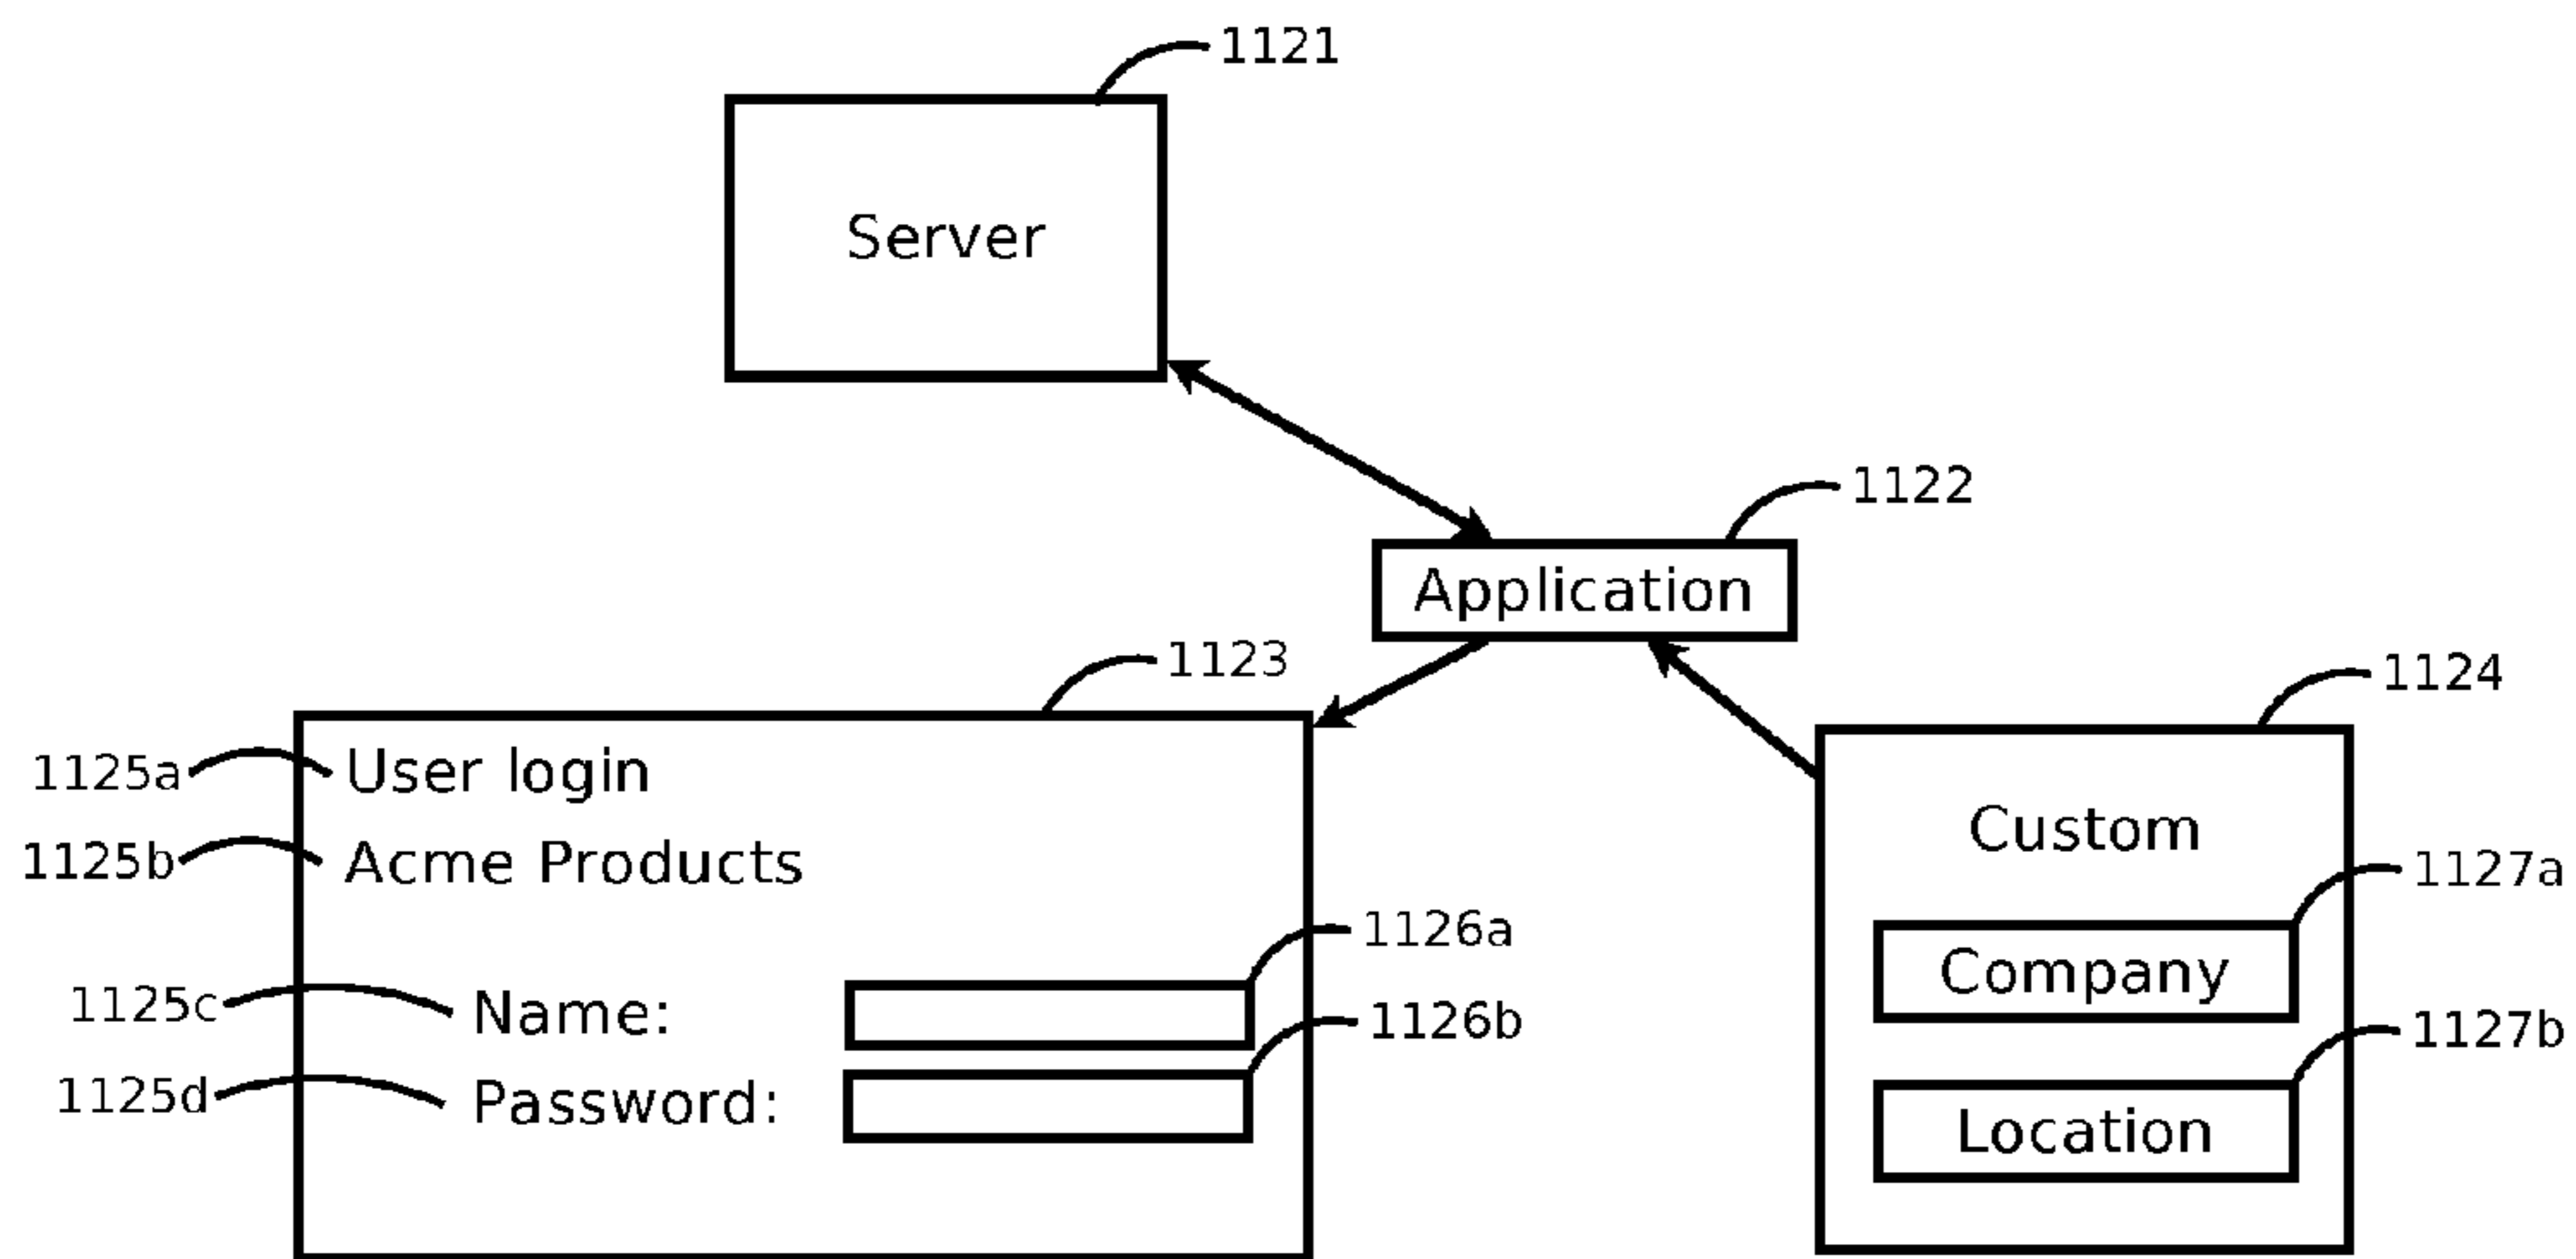 1121
Server
1122
Application
1123
1124
1125a User login
1125b Acme Products
Custom
1127a
1126a
Company
1125c Name:
1126b
1127b
1125d Password:
Location